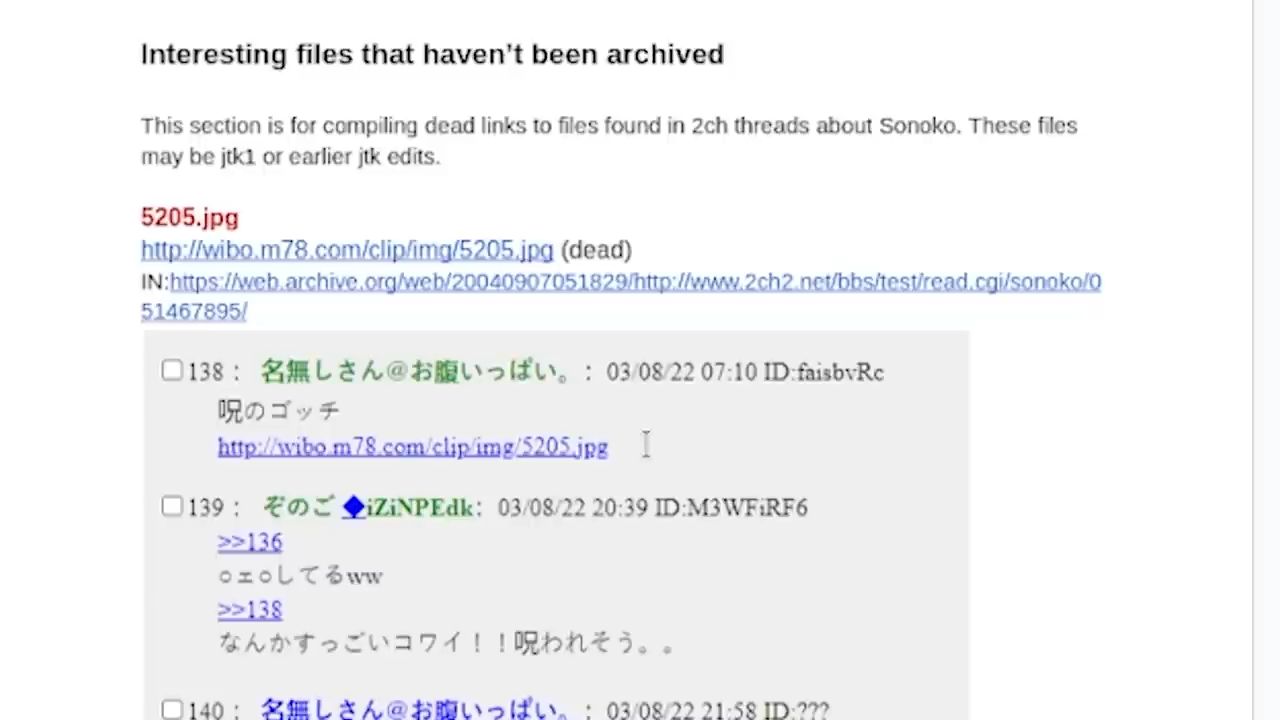 Interesting files that haven't been archived
This section is for compiling dead links to files found in 2ch threads about Sonoko. These files
may be jtk1 or earlier jtk edits.
5205.jpg
http://wibo.m78.com/clip/img/5205.jpg (dead)
IN:https://web.archive.org/web/20040907051829/http://www.2ch2.net/bbs/test/read.cgi/sonoko/0
51467895/
138 : 名無しさん@お腹いっぱい。: 03/08/22 07:10 ID:faisbvRc
呪のゴッチ
http://wibo.m78.com/clip/img/5205.jpg
139 : ぞのご ◆iZiNPEdk: 03/08/22 20:39 ID:M3WFiRF6
>>136
○ェ○してるww
>>138
なんかすっごいコワイ！！呪われそう。。
140 : 名無しさん@お腹いっぱい。: 03/08/22 21:58 ID:???